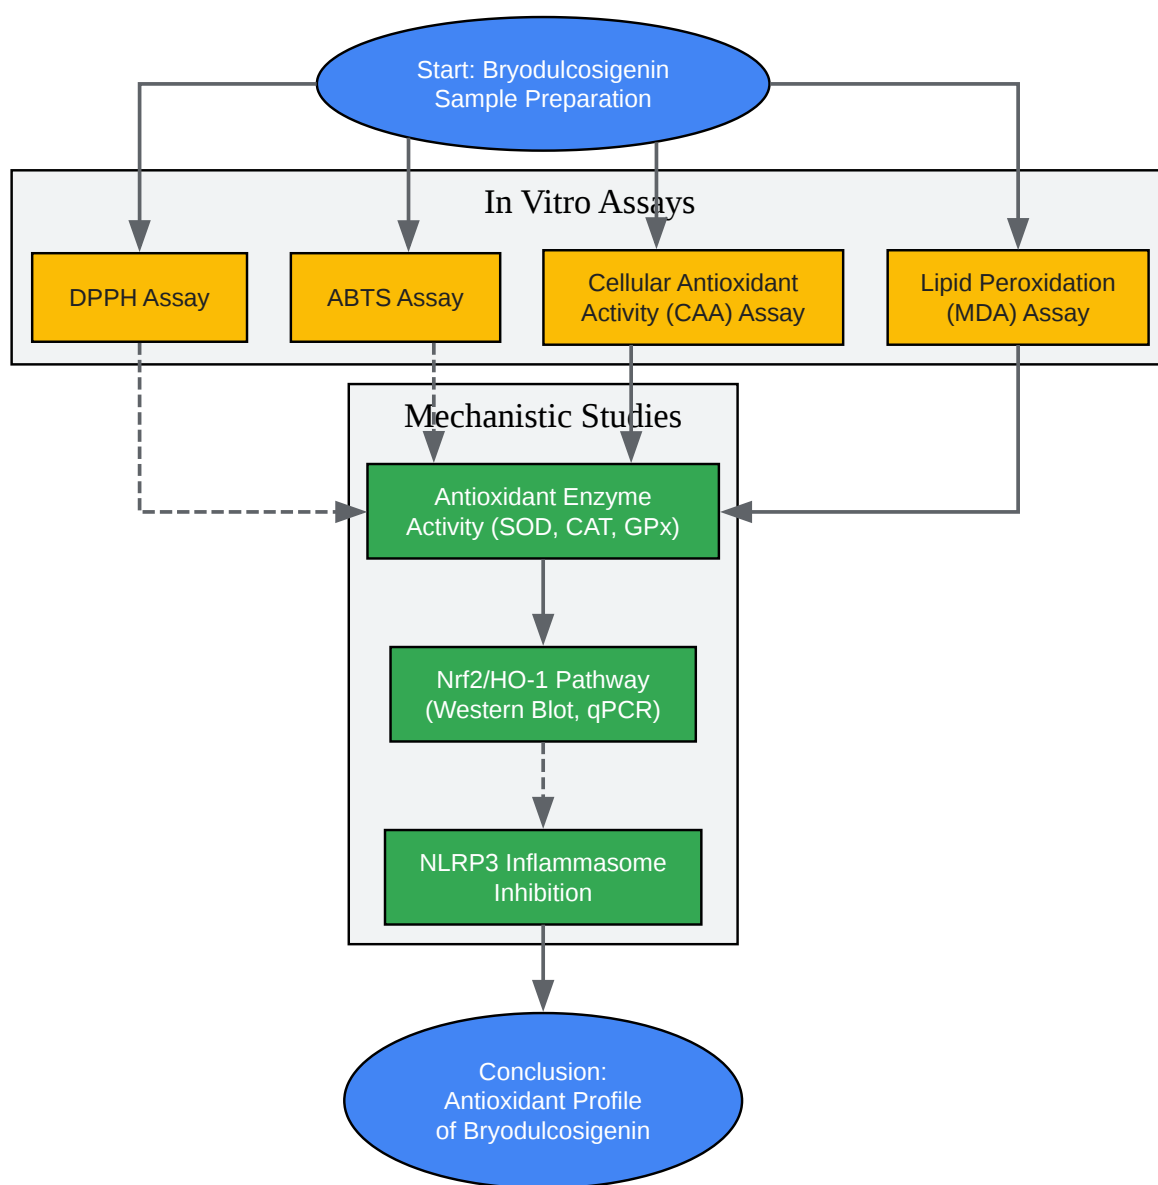 Start: Bryodulcosigenin
Sample Preparation
In Vitro Assays
DPPH Assay
ABTS Assay
Cellular Antioxidant
Activity (CAA) Assay
Lipid Peroxidation
(MDA) Assay
Mechanistic Studies
Antioxidant Enzyme
Activity (SOD, CAT, GPx)
Nrf2/HO-1 Pathway
(Western Blot, qPCR)
NLRP3 Inflammasome
Inhibition
Conclusion:
Antioxidant Profile
of Bryodulcosigenin